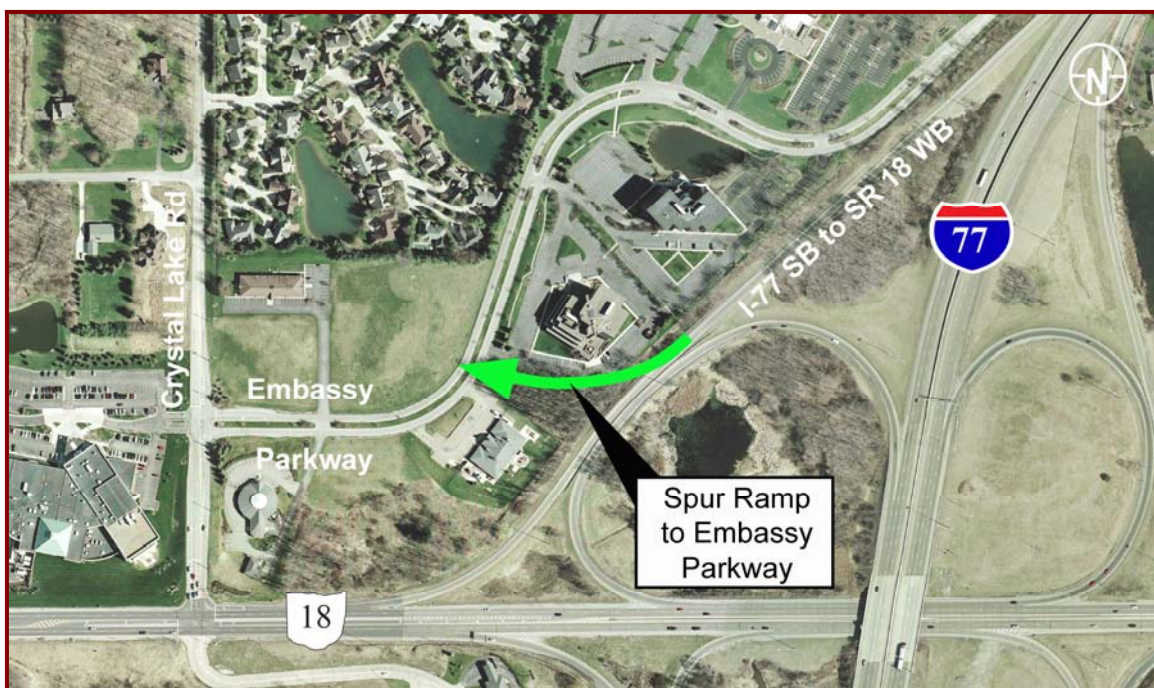 N
I-77 SB to SR 18 WB
77
Crystal Lake Rd
Embassy
Parkway
Spur Ramp
to Embassy
Parkway
18